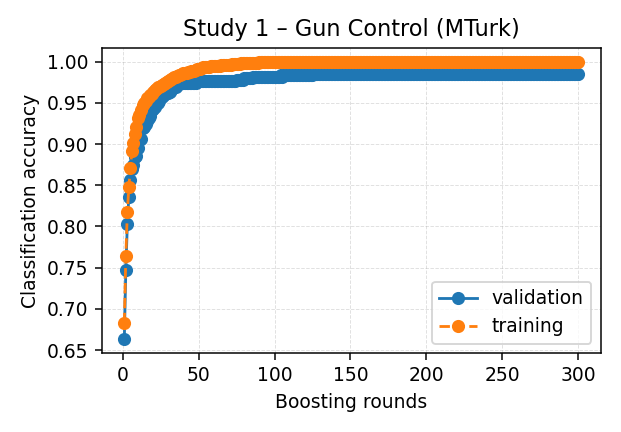 Study 1 – Gun Control (MTurk)
Classification accuracy
1.00
0.95
0.90
0.85
0.80
0.75
0.70
0.65
validation
training
0 50 100 150 200 250 300
Boosting rounds